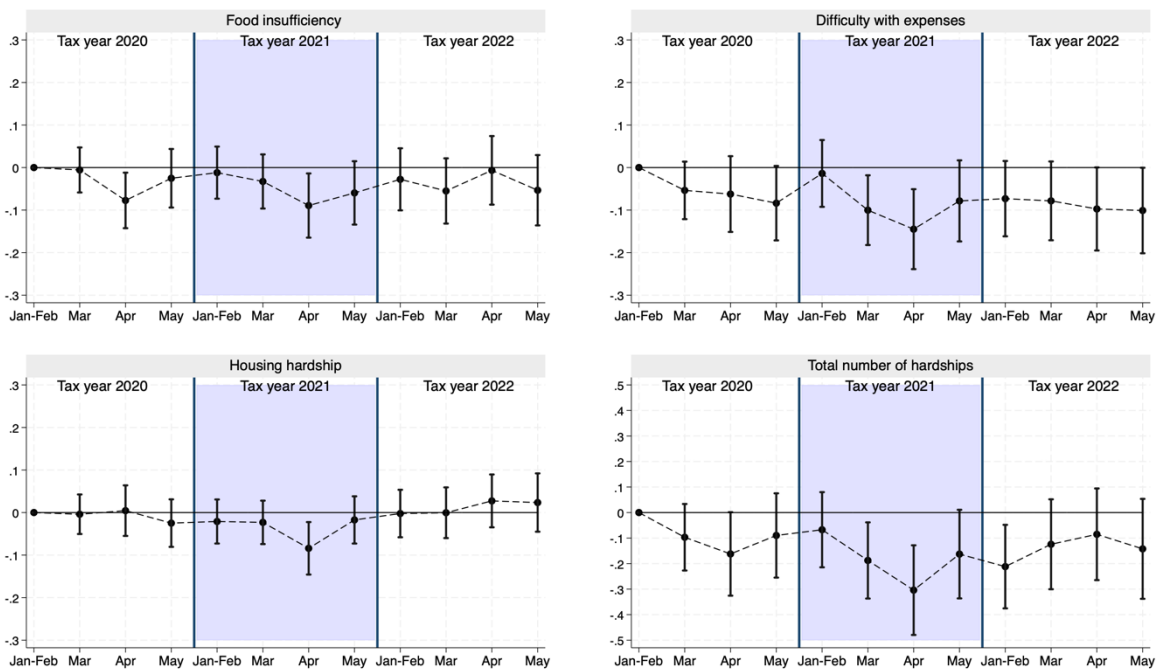 Food insufficiency
Tax year 2020 Tax year 2021 Tax year 2022
.3
.2
.1
0
-.1
-.2
-.3
Jan-Feb Mar Apr May Jan-Feb Mar Apr May Jan-Feb Mar Apr May
Difficulty with expenses
Tax year 2020 Tax year 2021 Tax year 2022
.3
.2
.1
0
-.1
-.2
-.3
Jan-Feb Mar Apr May Jan-Feb Mar Apr May Jan-Feb Mar Apr May
Housing hardship
Tax year 2020 Tax year 2021 Tax year 2022
.3
.2
.1
0
-.1
-.2
-.3
Jan-Feb Mar Apr May Jan-Feb Mar Apr May Jan-Feb Mar Apr May
Total number of hardships
Tax year 2020 Tax year 2021 Tax year 2022
.5
.4
.3
.2
.1
0
-.1
-.2
-.3
-.4
-.5
Jan-Feb Mar Apr May Jan-Feb Mar Apr May Jan-Feb Mar Apr May